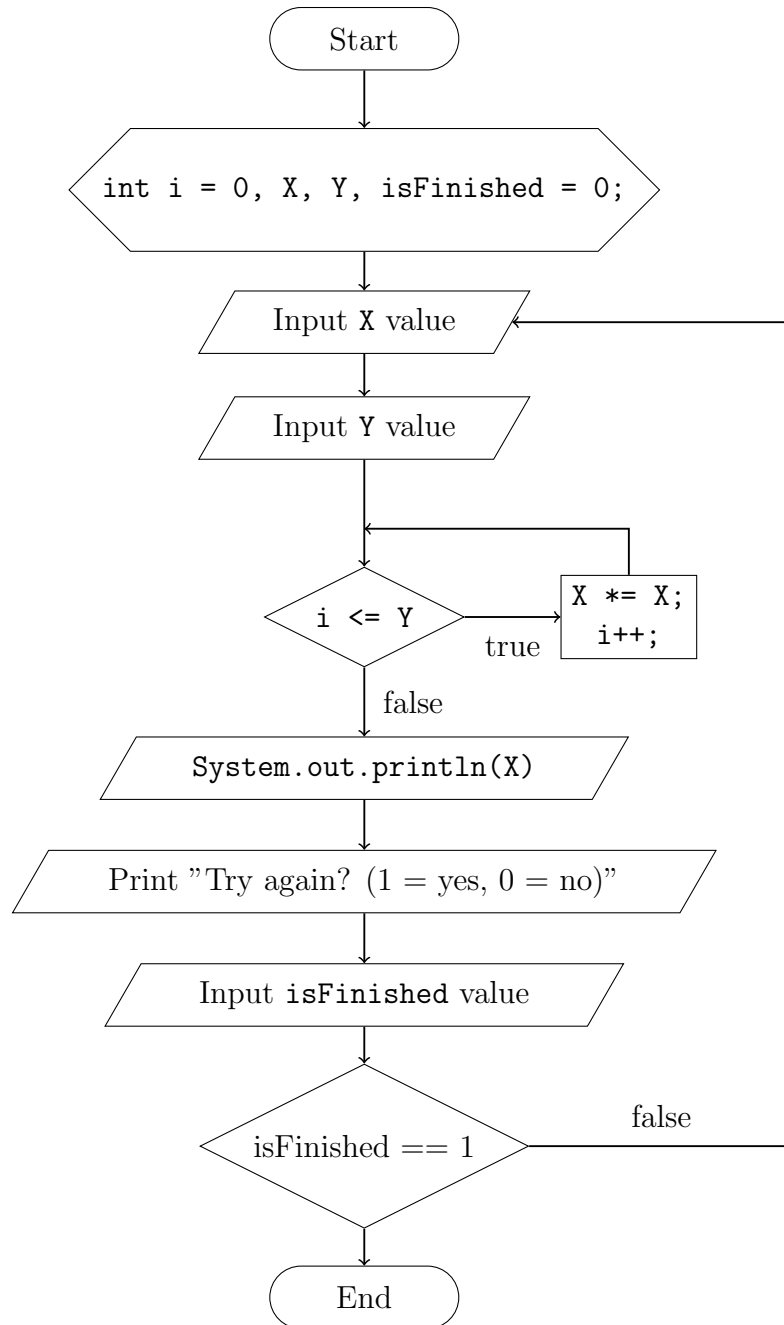 Start
int i = 0, X, Y, isFinished = 0;
Input X value
Input Y value
i <= Y
true
X *= X;
i++;
false
System.out.println(X)
Print "Try again? (1 = yes, 0 = no)”
Input isFinished value
isFinished == 1
false
End